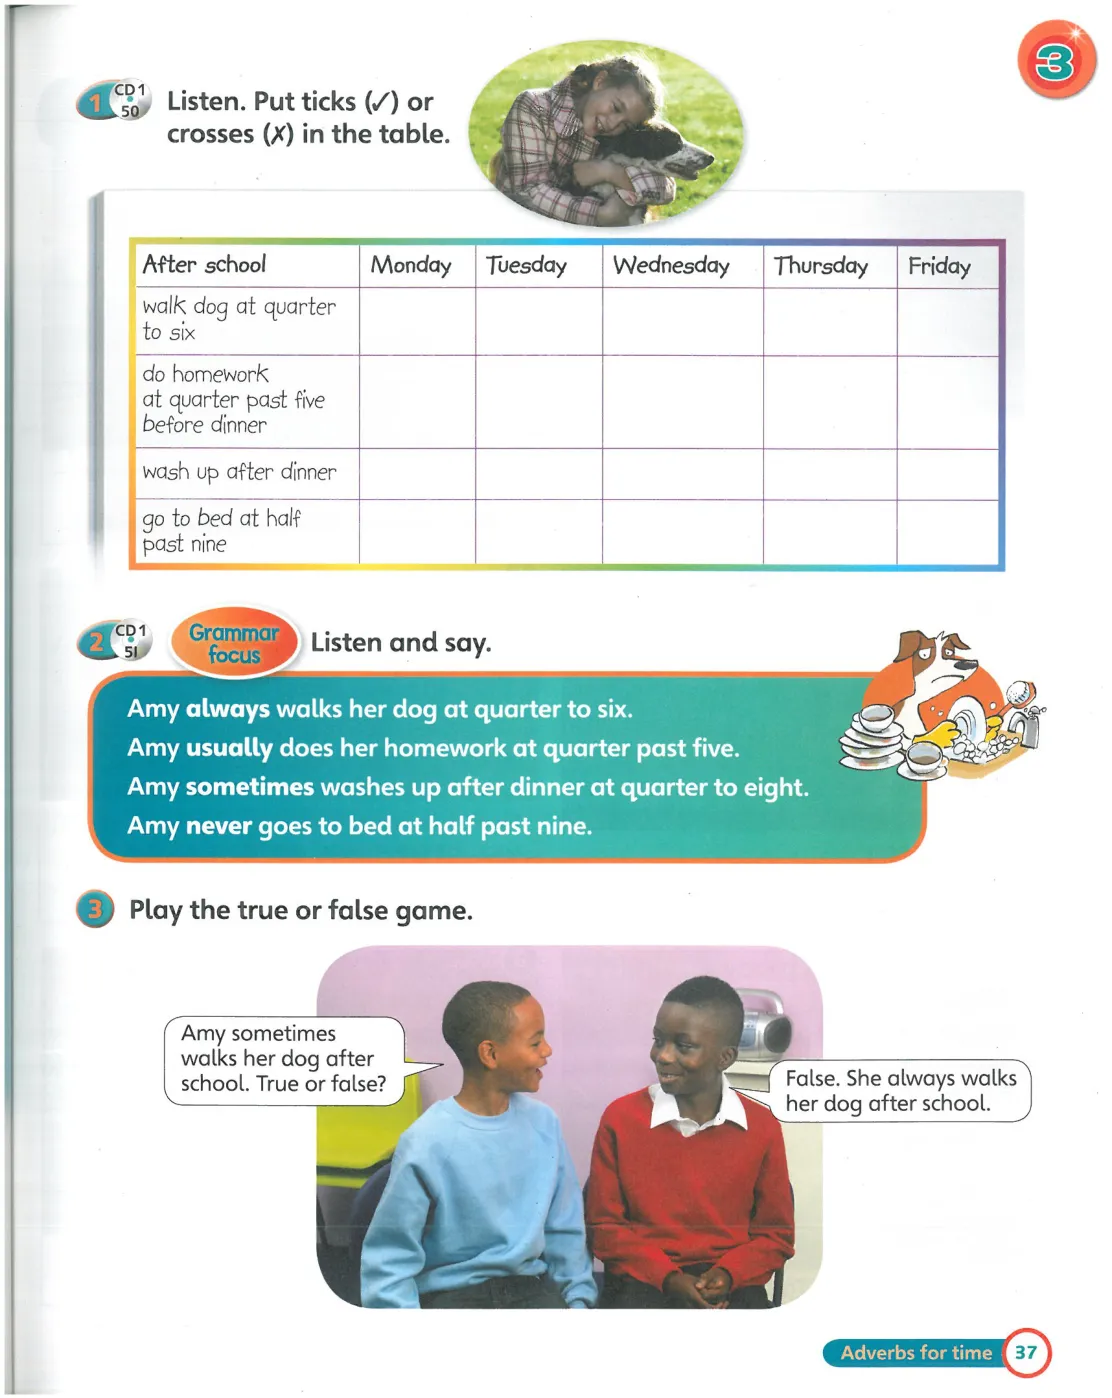 3
1 CD1 50 Listen. Put ticks (✓) or
crosses (✗) in the table.
After school Monday Tuesday Wednesday Thursday Friday
walk dog at quarter
to six
do homework
at quarter past five
before dinner
wash up after dinner
go to bed at half
past nine
2 CD1 51 Grammar focus Listen and say.
Amy always walks her dog at quarter to six.
Amy usually does her homework at quarter past five.
Amy sometimes washes up after dinner at quarter to eight.
Amy never goes to bed at half past nine.
3 Play the true or false game.
Amy sometimes
walks her dog after
school. True or false?
False. She always walks
her dog after school.
Adverbs for time 37